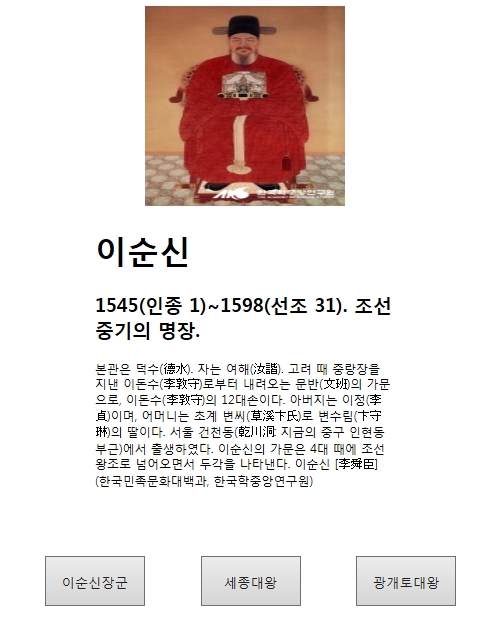 한국학중앙연구원
이순신
1545(인종 1)~1598(선조 31). 조선
중기의 명장.
본관은 덕수(德水). 자는 여해(汝諧). 고려 때 중랑장을
지낸 이돈수(李敦守)로부터 내려오는 문반(文班)의 가문
으로, 이돈수(李敦守)의 12대손이다. 아버지는 이정(李
貞)이며, 어머니는 초계 변씨(草溪卞氏)로 변수림(卞守
琳)의 딸이다. 서울 건천동(乾川洞: 지금의 중구 인현동
부근)에서 출생하였다. 이순신의 가문은 4대 때에 조선
왕조로 넘어오면서 두각을 나타낸다. 이순신 [李舜臣]
(한국민족문화대백과, 한국학중앙연구원)
이순신장군
세종대왕
광개토대왕